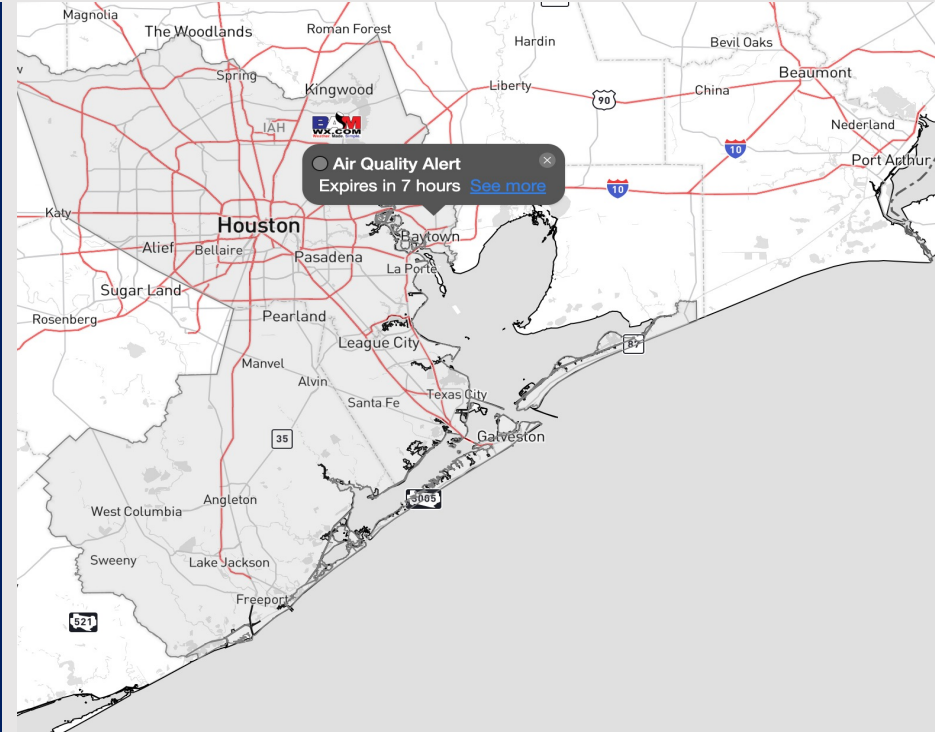 Magnolia
The Woodlands
Roman Forest
Hardin
Bevil Oaks
Spring
Beaumont
Kingwood
Liberty
90
China
IAH
BAM
WX.COM
Weather Made Simple
Nederland
10
Air Quality Alert
Port Arthur
Expires in 7 hours See more
10
Katy
Houston
Baytown
Alief
Bellaire
Pasadena
La Porte
Sugar Land
Rosenberg
Pearland
League City
87
Manvel
Alvin
Texas City
Santa Fe
35
Galveston
Angleton
3005
West Columbia
Sweeny
Lake Jackson
Freeport
521